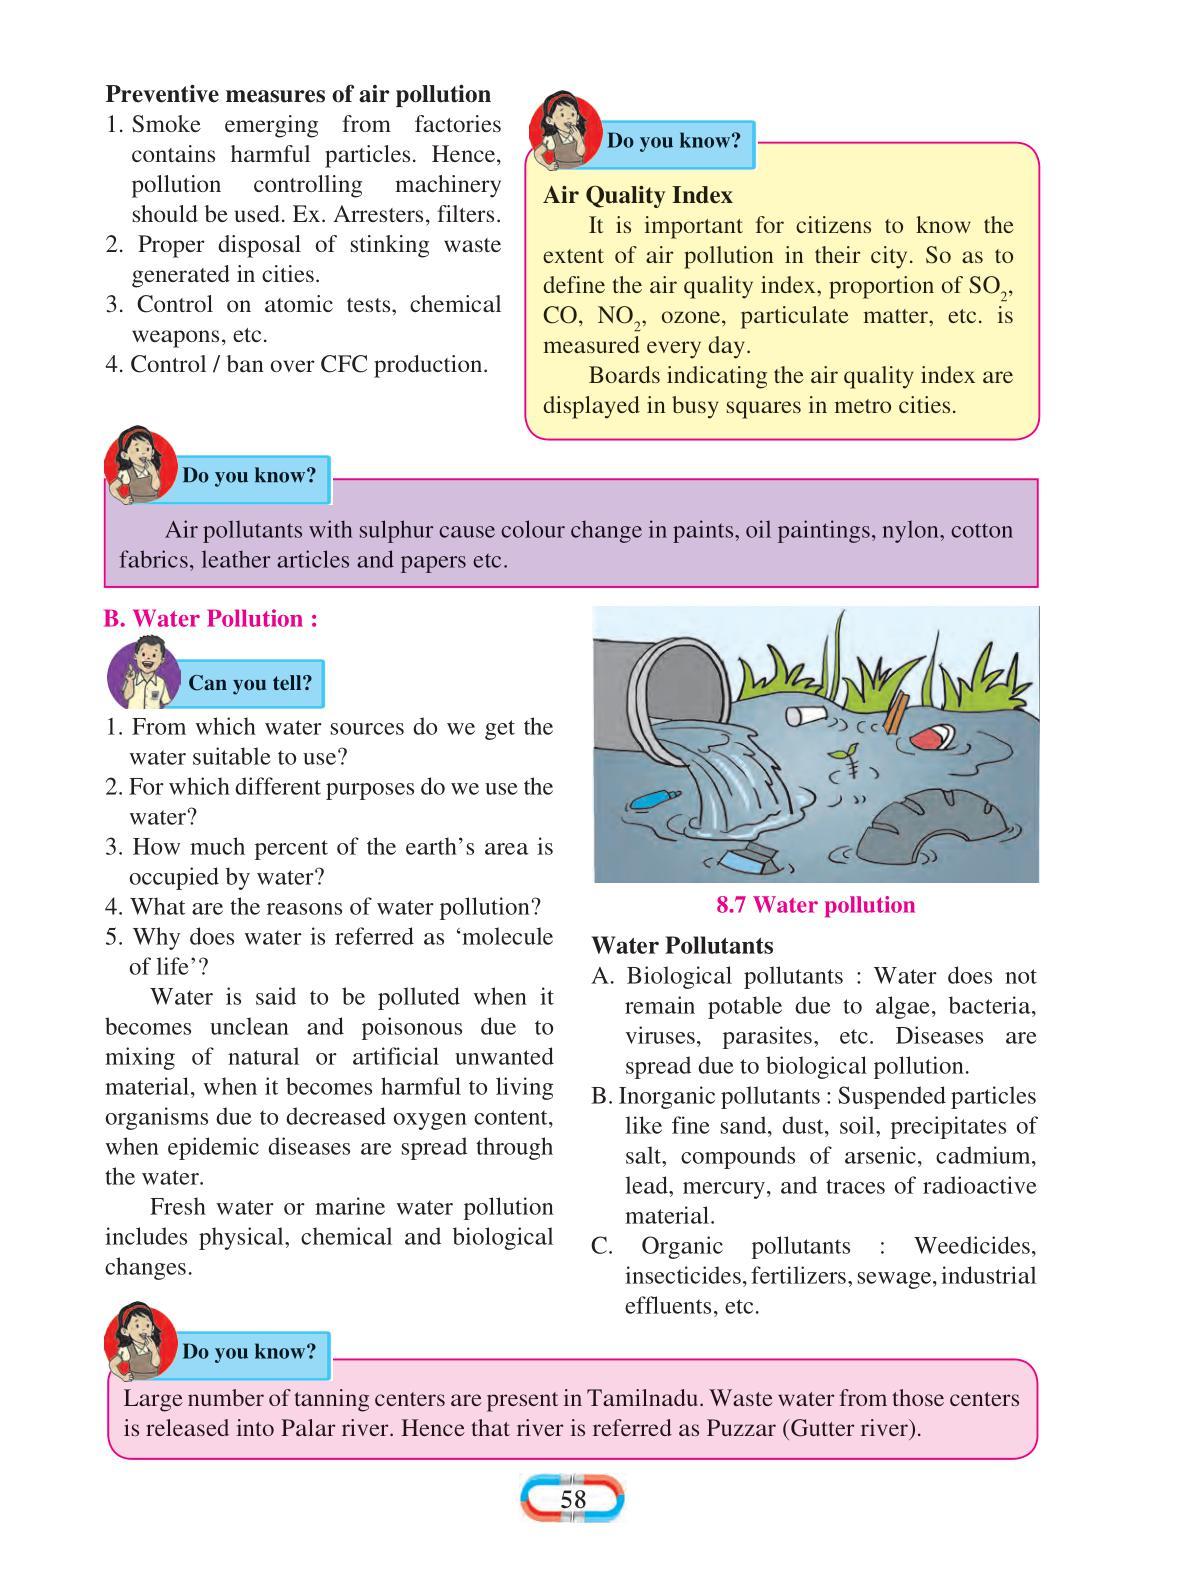 Preventive measures of air pollution
1. Smoke emerging from factories
contains harmful particles. Hence,
pollution controlling machinery
should be used. Ex. Arresters, filters.
2. Proper disposal of stinking waste
generated in cities.
3. Control on atomic tests, chemical
weapons, etc.
4. Control / ban over CFC production.
Do you know?
Air Quality Index
It is important for citizens to know the
extent of air pollution in their city. So as to
define the air quality index, proportion of SO₂,
CO, NO₂, ozone, particulate matter, etc. is
measured every day.
Boards indicating the air quality index are
displayed in busy squares in metro cities.
Do you know?
Air pollutants with sulphur cause colour change in paints, oil paintings, nylon, cotton
fabrics, leather articles and papers etc.
B. Water Pollution :
Can you tell?
1. From which water sources do we get the
water suitable to use?
2. For which different purposes do we use the
water?
3. How much percent of the earth’s area is
occupied by water?
4. What are the reasons of water pollution?
5. Why does water is referred as ‘molecule
of life’?
Water is said to be polluted when it
becomes unclean and poisonous due to
mixing of natural or artificial unwanted
material, when it becomes harmful to living
organisms due to decreased oxygen content,
when epidemic diseases are spread through
the water.
Fresh water or marine water pollution
includes physical, chemical and biological
changes.
8.7 Water pollution
Water Pollutants
A. Biological pollutants : Water does not
remain potable due to algae, bacteria,
viruses, parasites, etc. Diseases are
spread due to biological pollution.
B. Inorganic pollutants : Suspended particles
like fine sand, dust, soil, precipitates of
salt, compounds of arsenic, cadmium,
lead, mercury, and traces of radioactive
material.
C. Organic pollutants : Weedicides,
insecticides, fertilizers, sewage, industrial
effluents, etc.
Do you know?
Large number of tanning centers are present in Tamilnadu. Waste water from those centers
is released into Palar river. Hence that river is referred as Puzzar (Gutter river).
58